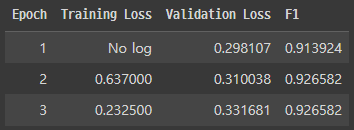 Epoch Training Loss Validation Loss F1
1 No log 0.298107 0.913924
2 0.637000 0.310038 0.926582
3 0.232500 0.331681 0.926582